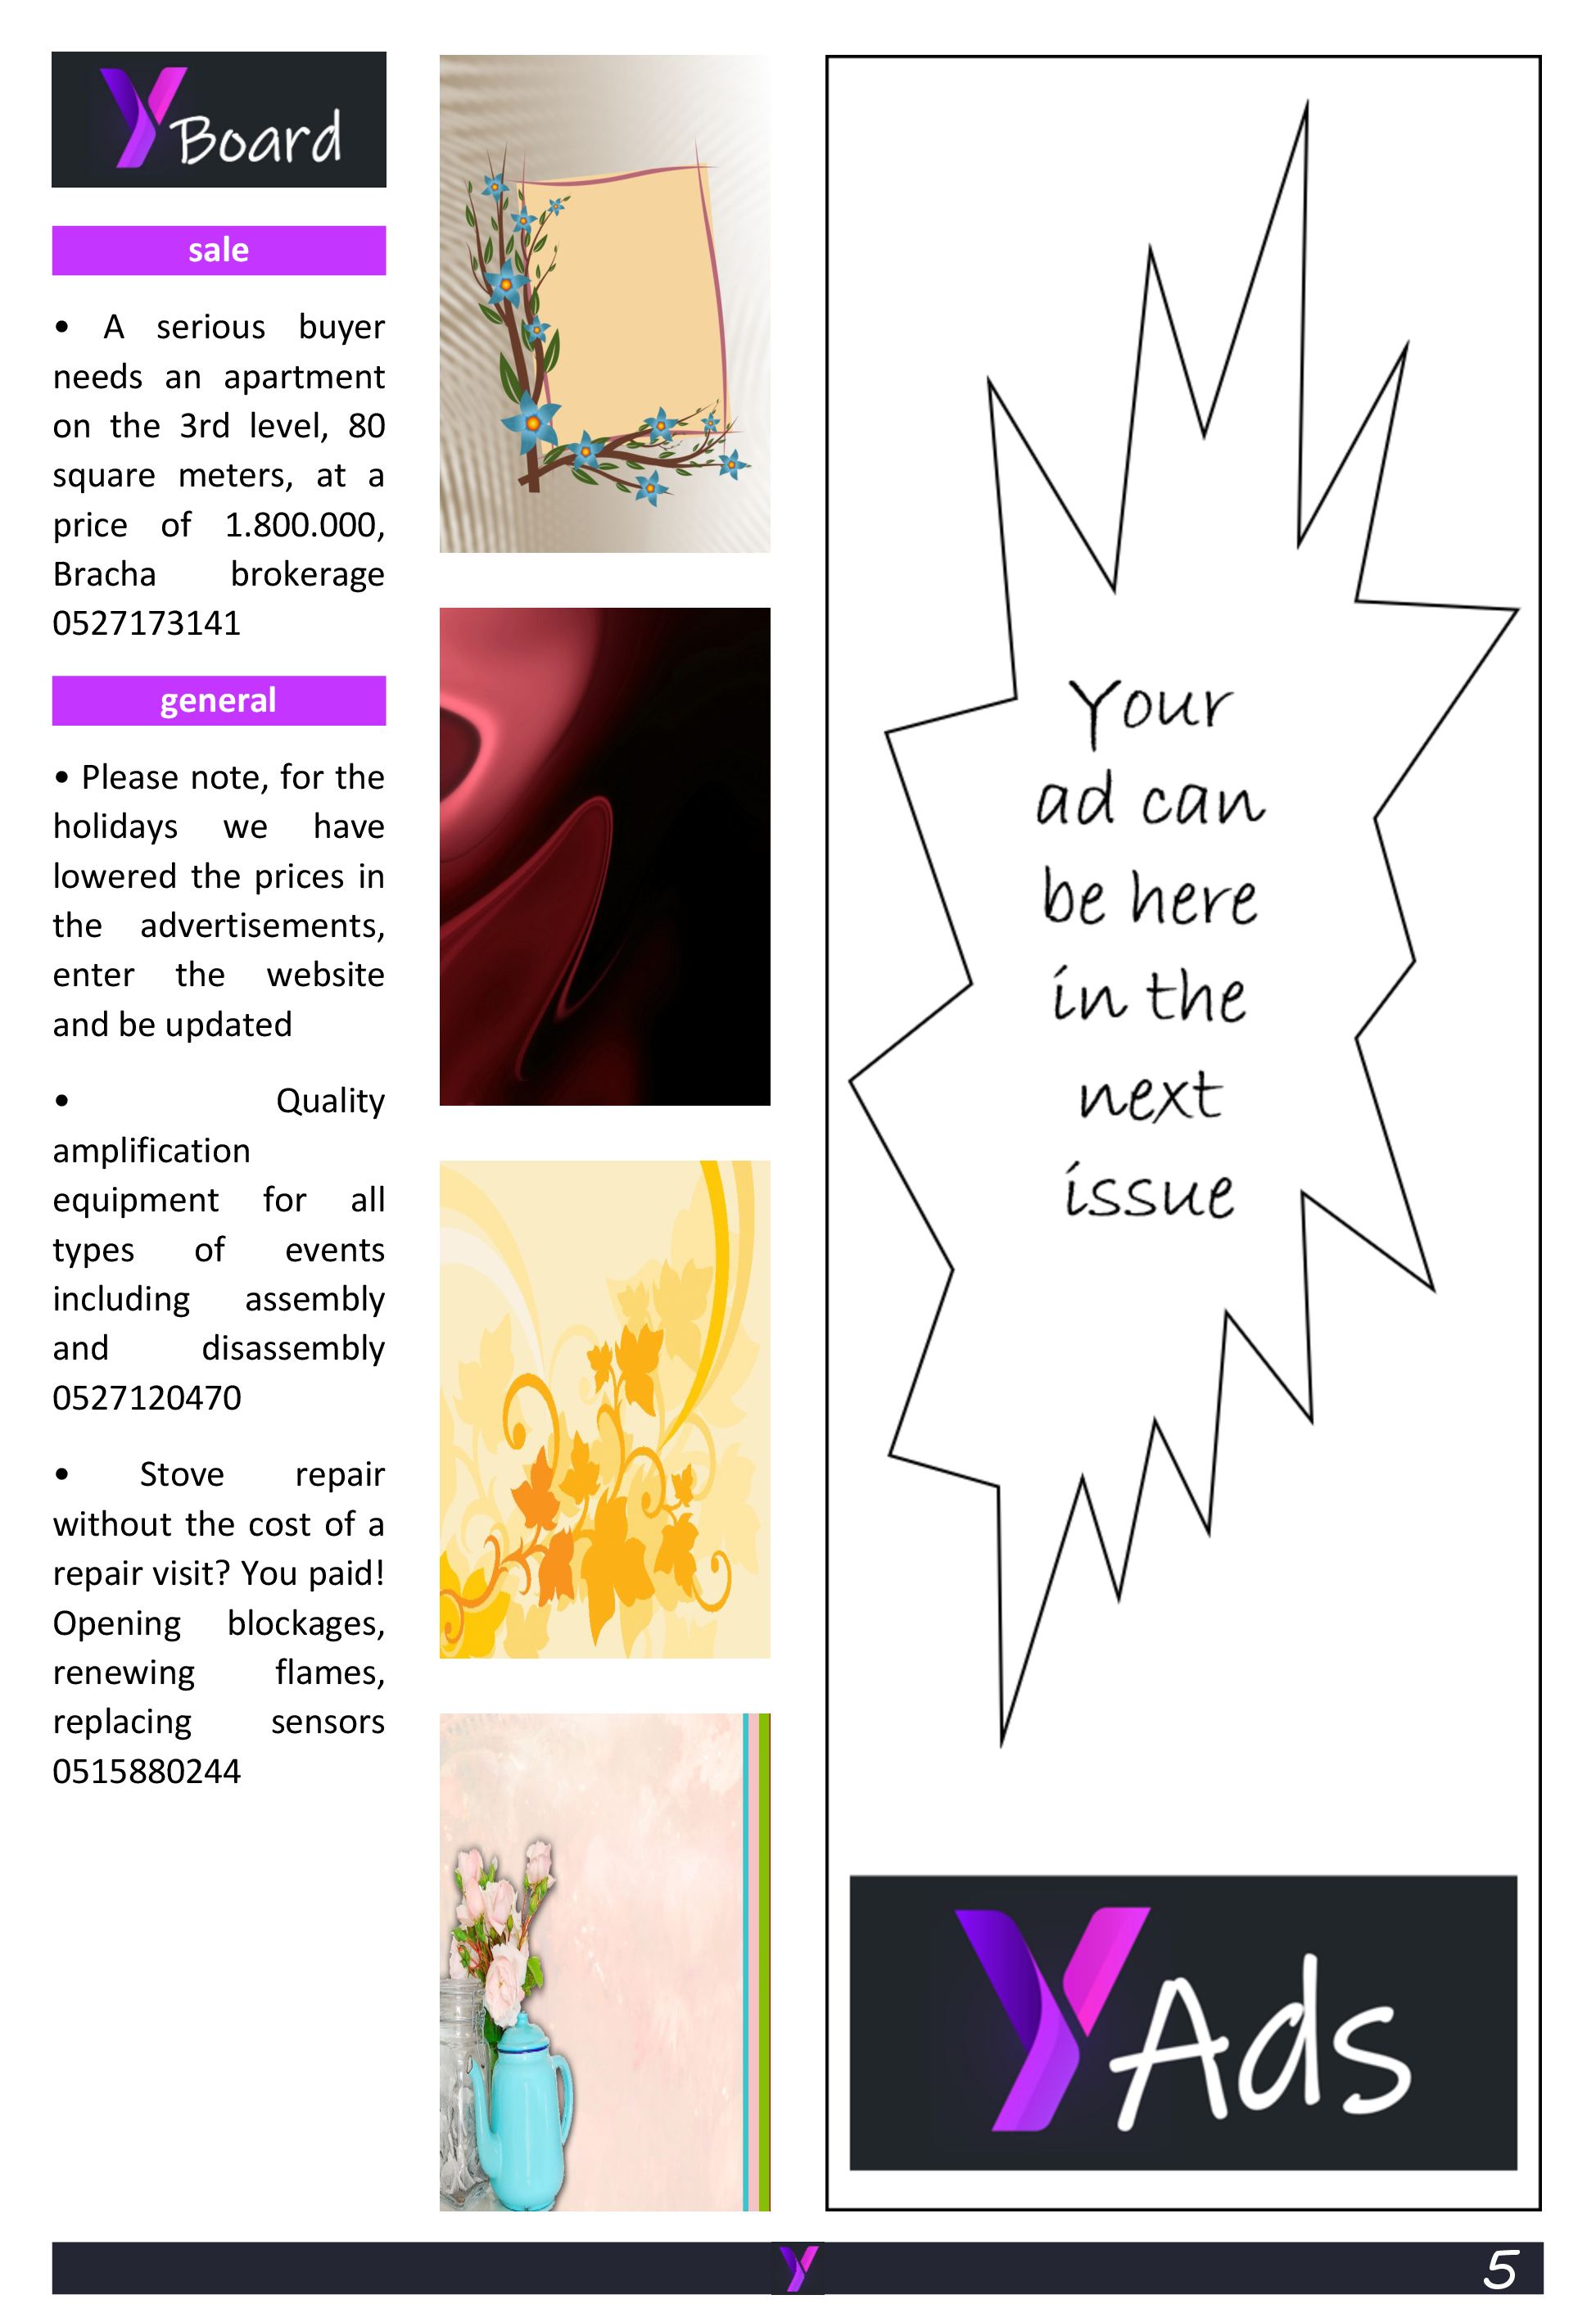 Y Board
sale
• A serious buyer
needs an apartment
on the 3rd level, 80
square meters, at a
price of 1.800.000,
Bracha brokerage
0527173141
general
• Please note, for the
holidays we have
lowered the prices in
the advertisements,
enter the website
and be updated
• Quality
amplification
equipment for all
types of events
including assembly
and disassembly
0527120470
• Stove repair
without the cost of a
repair visit? You paid!
Opening blockages,
renewing flames,
replacing sensors
0515880244
Your
ad can
be here
in the
next
issue
Y Ads
Y
5